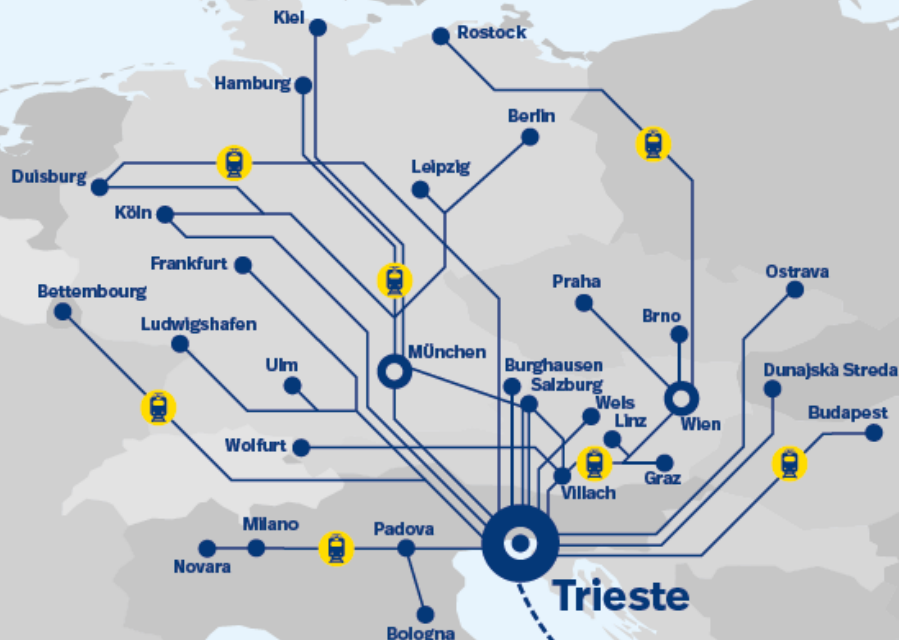 Kiel
Rostock
Hamburg
Berlin
Leipzig
Duisburg
Köln
Frankfurt
Praha
Ostrava
Bettembourg
Brno
Ludwigshafen
MÜnchen
Ulm
Burghausen
Dunajskà Streda
Salzburg
Wels
Budapest
Linz
Wien
Wolfurt
Graz
Villach
Milano
Padova
Novara
Trieste
Bologna